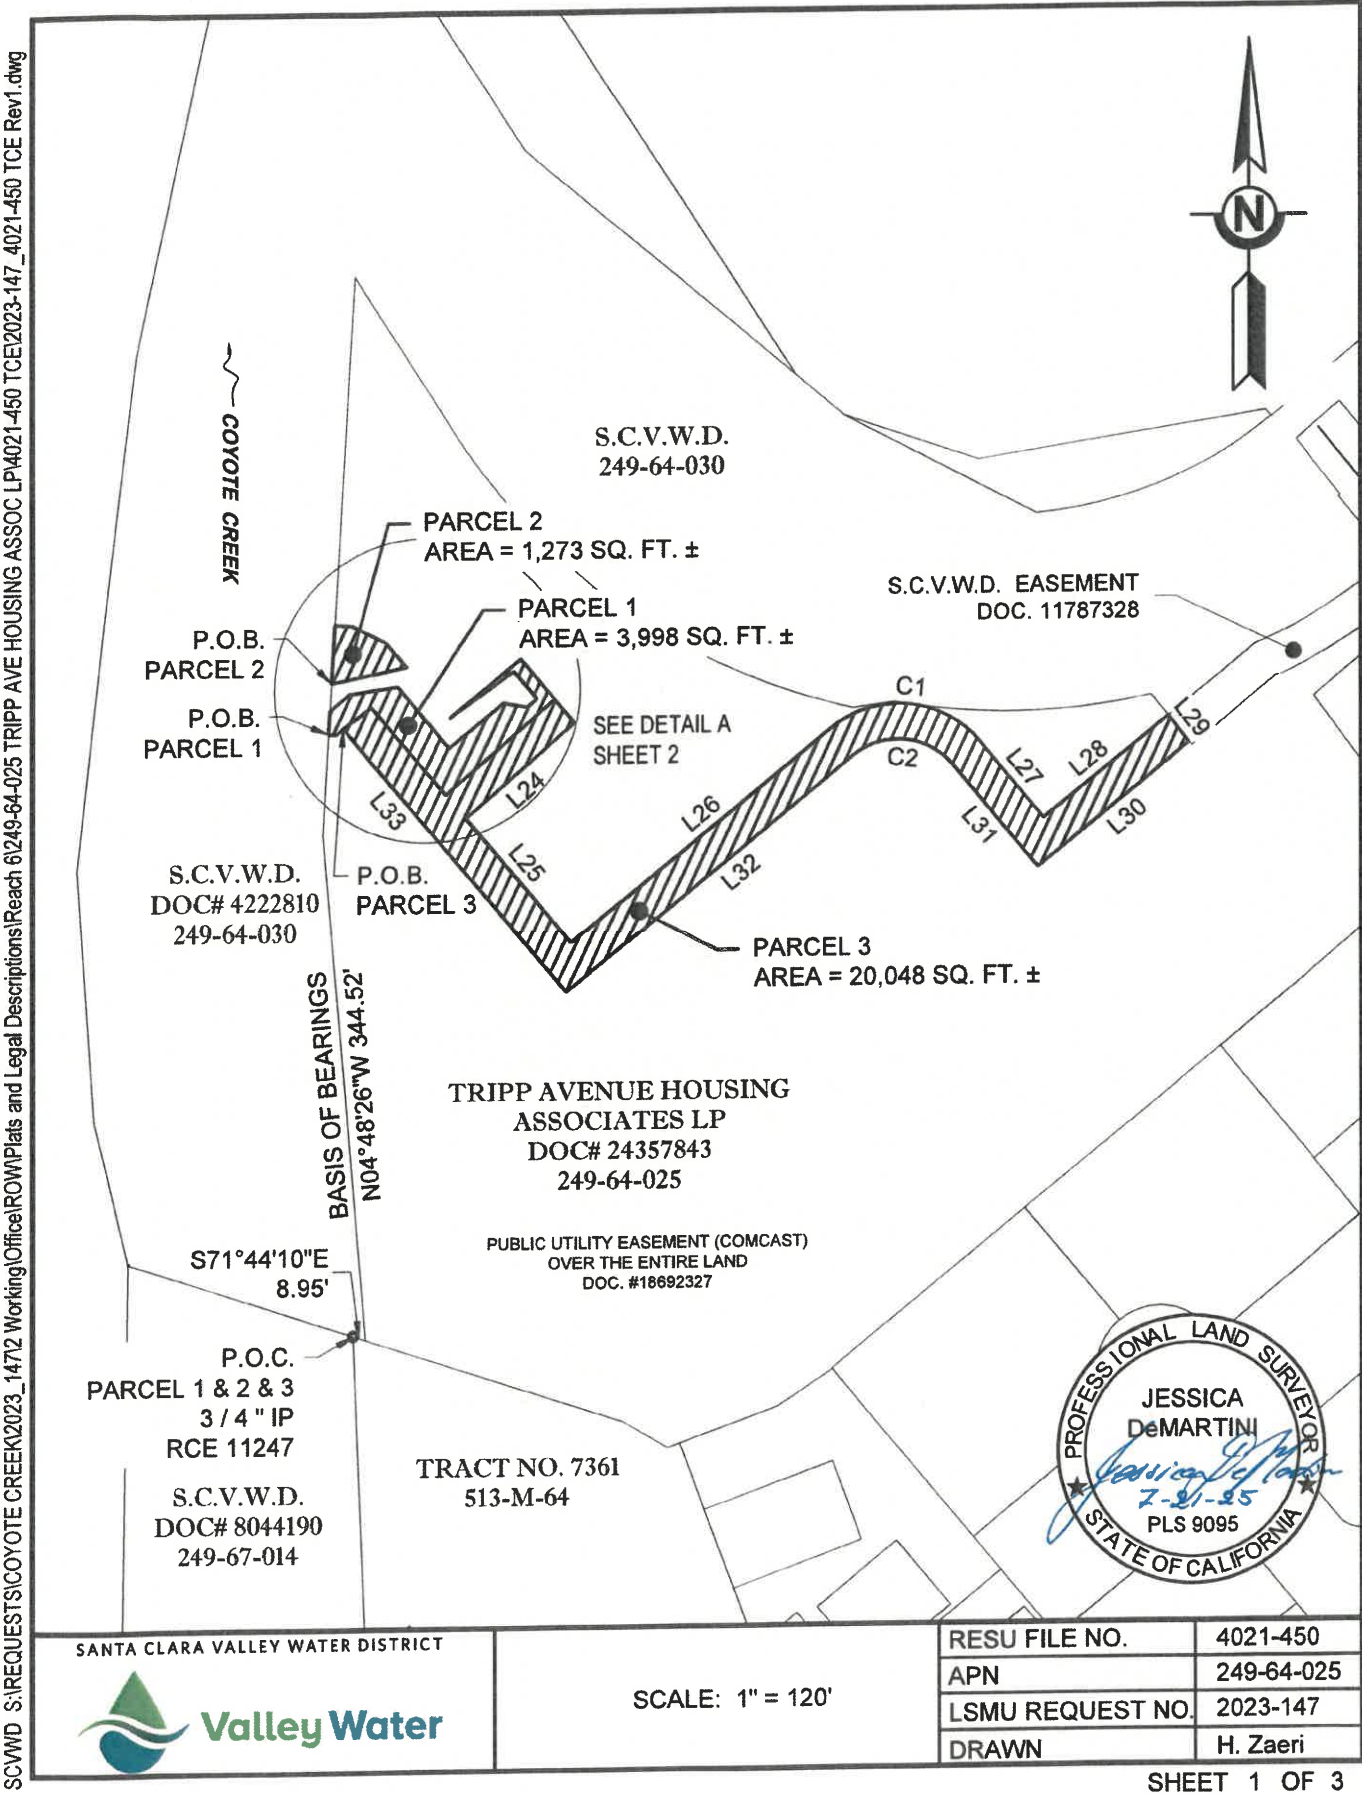 SCVWD S:\REQUESTS\COYOTE CREEK\2023_147\2 Working\Office\ROW\Plats and Legal Descriptions\Reach 6\249-64-025 TRIPP AVE HOUSING ASSOC LP\4021-450 TCE\2023-147_4021-450 TCE Rev1.dwg
N
COYOTE CREEK
S.C.V.W.D.
249-64-030
PARCEL 2
AREA = 1,273 SQ. FT. ±
PARCEL 1
AREA = 3,998 SQ. FT. ±
S.C.V.W.D. EASEMENT
DOC. 11787328
P.O.B.
PARCEL 2
P.O.B.
PARCEL 1
SEE DETAIL A
SHEET 2
C1
C2
L29
L27
L28
L30
L31
L26
L32
L24
L33
L25
S.C.V.W.D.
DOC# 4222810
249-64-030
P.O.B.
PARCEL 3
PARCEL 3
AREA = 20,048 SQ. FT. ±
BASIS OF BEARINGS
N04°48'26"W 344.52'
TRIPP AVENUE HOUSING
ASSOCIATES LP
DOC# 24357843
249-64-025
PUBLIC UTILITY EASEMENT (COMCAST)
OVER THE ENTIRE LAND
DOC. #18692327
S71°44'10"E
8.95'
P.O.C.
PARCEL 1 & 2 & 3
3 / 4 " IP
RCE 11247
S.C.V.W.D.
DOC# 8044190
249-67-014
TRACT NO. 7361
513-M-64
PROFESSIONAL LAND SURVEYOR
JESSICA
DeMARTINI
Jessica DeMartini
7-21-25
PLS 9095
STATE OF CALIFORNIA
SANTA CLARA VALLEY WATER DISTRICT
Valley Water
SCALE: 1" = 120'
RESU FILE NO. 4021-450
APN 249-64-025
LSMU REQUEST NO. 2023-147
DRAWN H. Zaeri
SHEET 1 OF 3